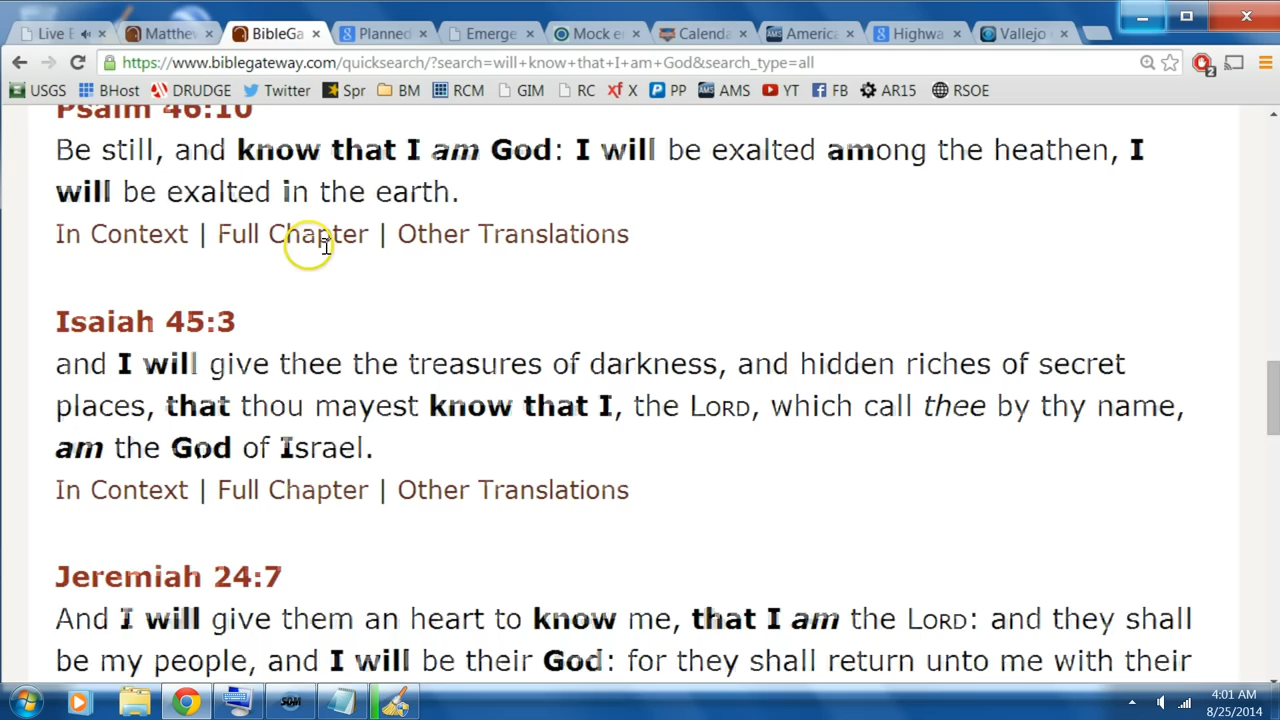 Live E
Matthew
BibleGa
Planned
Emerge
Mock e
Calenda
America
Highwa
Vallejo
https://www.biblegateway.com/quicksearch/?search=will+know+that+I+am+God&search_type=all
2
USGS BHost DRUDGE Twitter Spr BM RCM GIM RC xf X PP AMS YT FB AR15 RSOE
Psalm 46:10
Be still, and know that I am God: I will be exalted among the heathen, I
will be exalted in the earth.
In Context | Full Chapter | Other Translations
Isaiah 45:3
and I will give thee the treasures of darkness, and hidden riches of secret
places, that thou mayest know that I, the LORD, which call thee by thy name,
am the God of Israel.
In Context | Full Chapter | Other Translations
Jeremiah 24:7
And I will give them an heart to know me, that I am the LORD: and they shall
be my people, and I will be their God: for they shall return unto me with their
SDM
4:01 AM
8/25/2014